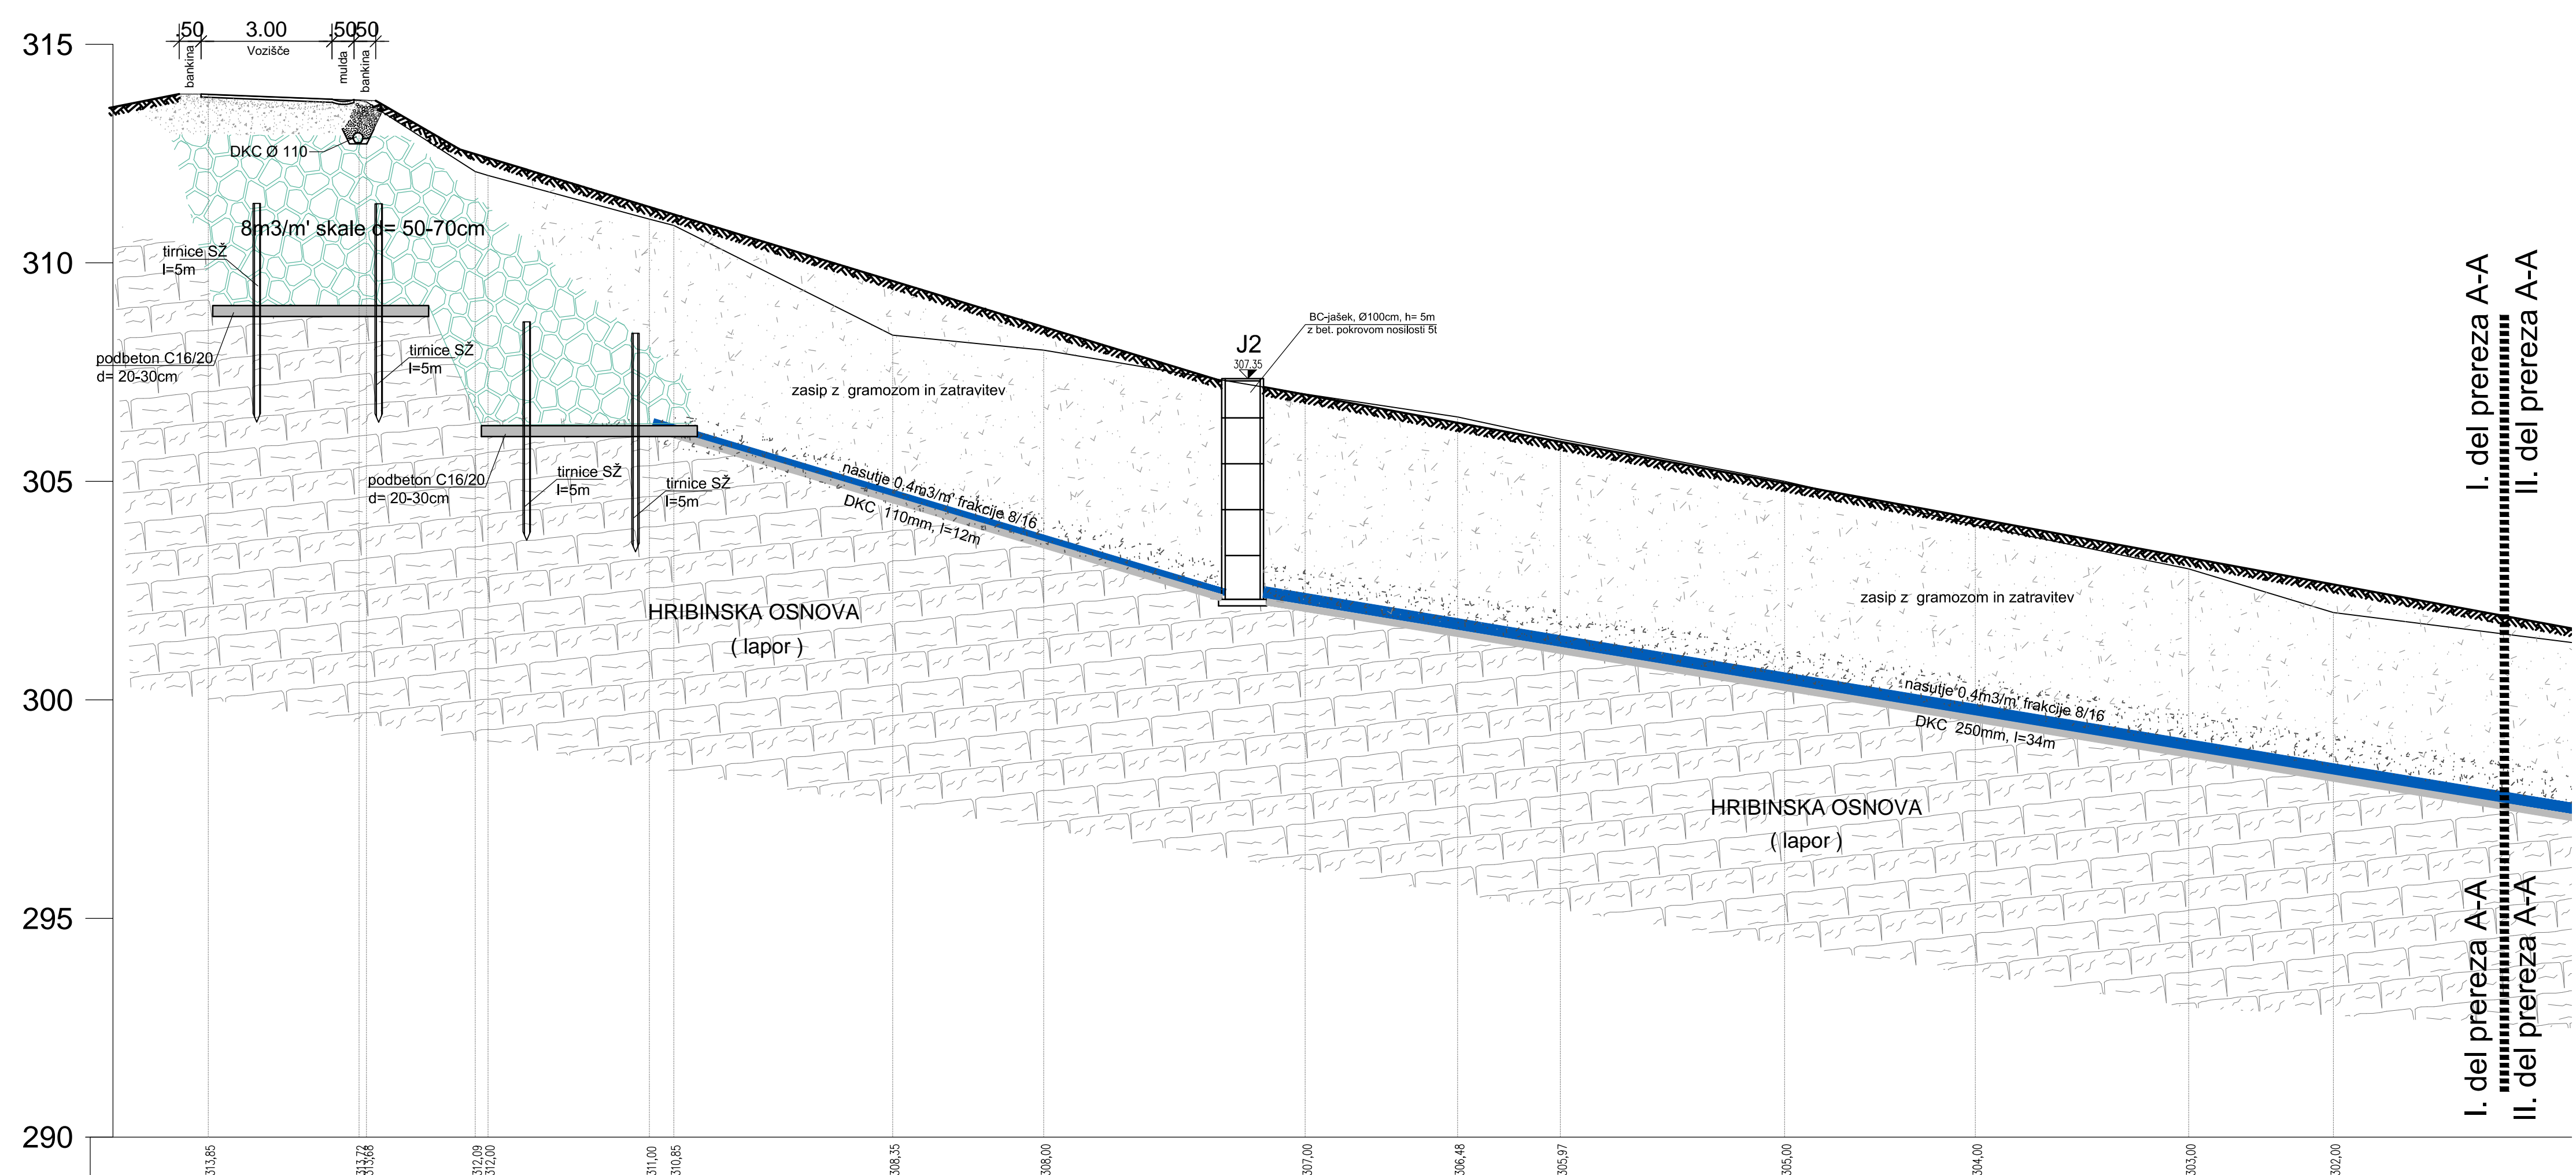 .50 3.00 .50 .50
Vozišče
bankina
mulda
bankina
315
310
305
300
295
290
DKC Ø 110
8m3/m' skale d= 50-70cm
tirnice SŽ
l=5m
podbeton C16/20
d= 20-30cm
tirnice SŽ
l=5m
podbeton C16/20
d= 20-30cm
tirnice SŽ
l=5m
tirnice SŽ
l=5m
zasip z gramozom in zatravitev
nasutje 0,4m3/m' frakcije 8/16
DKC 110mm, l=12m
HRIBINSKA OSNOVA
( lapor )
J2
307.35
BC-jašek, Ø100cm, h= 5m
z bet. pokrovom nosilosti 5t
zasip z gramozom in zatravitev
nasutje 0,4m3/m' frakcije 8/16
DKC 250mm, l=34m
HRIBINSKA OSNOVA
( lapor )
I. del prereza A-A
II. del prereza A-A
I. del prereza A-A
II. del prereza A-A
313,85
313,72
313,68
312,09
312,00
311,00
310,85
308,35
308,00
307,00
306,48
305,97
305,00
304,00
303,00
302,00